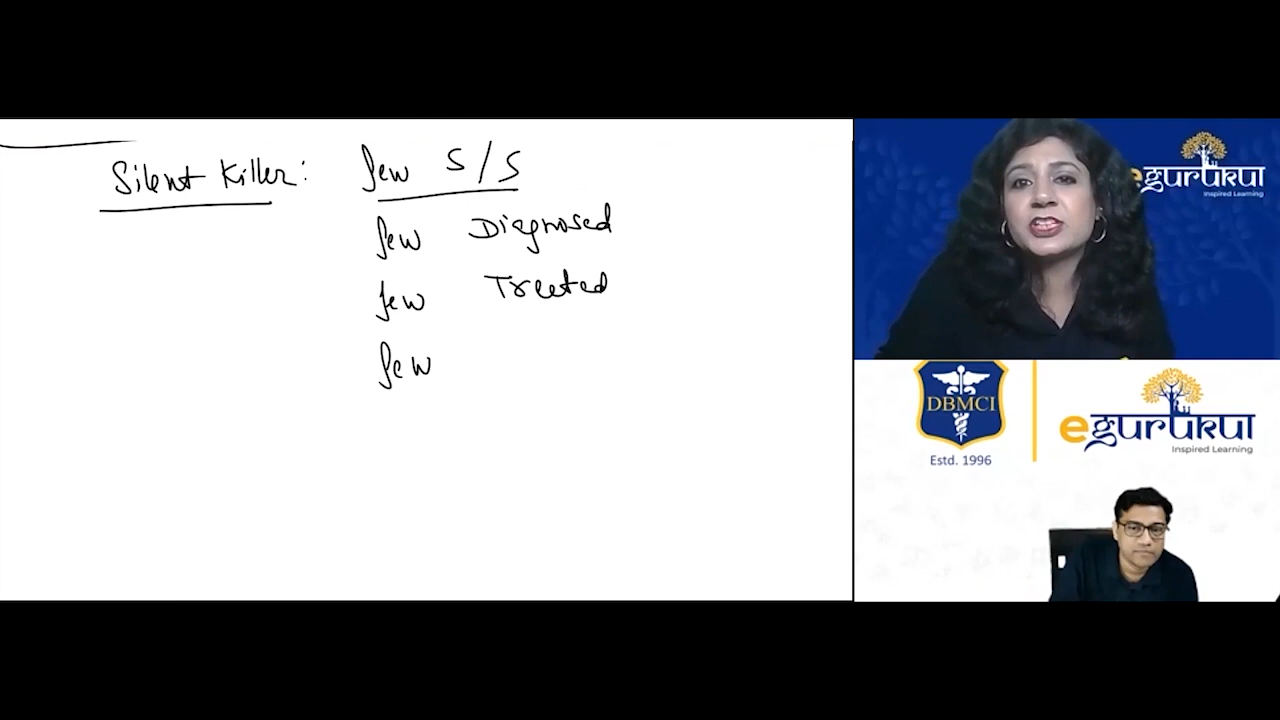 Silent Killer: few S/S
few Diagnosed
few Treated
few
egurukul
Inspired Learning
DBMCI
Estd. 1996
egurukul
Inspired Learning